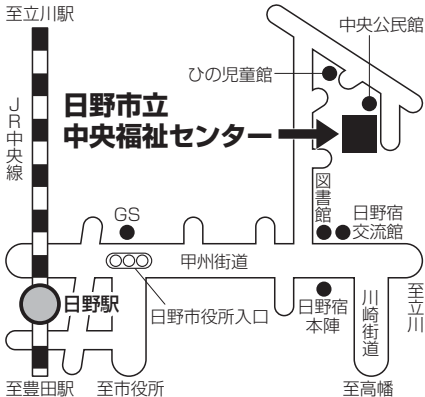 至立川駅
中央公民館
ひの児童館
JR中央線
日野市立
中央福祉センター
図書館
日野宿
交流館
GS
甲州街道
日野駅
日野市役所入口
日野宿
本陣
川崎街道
至立川
至豊田駅
至市役所
至高幡